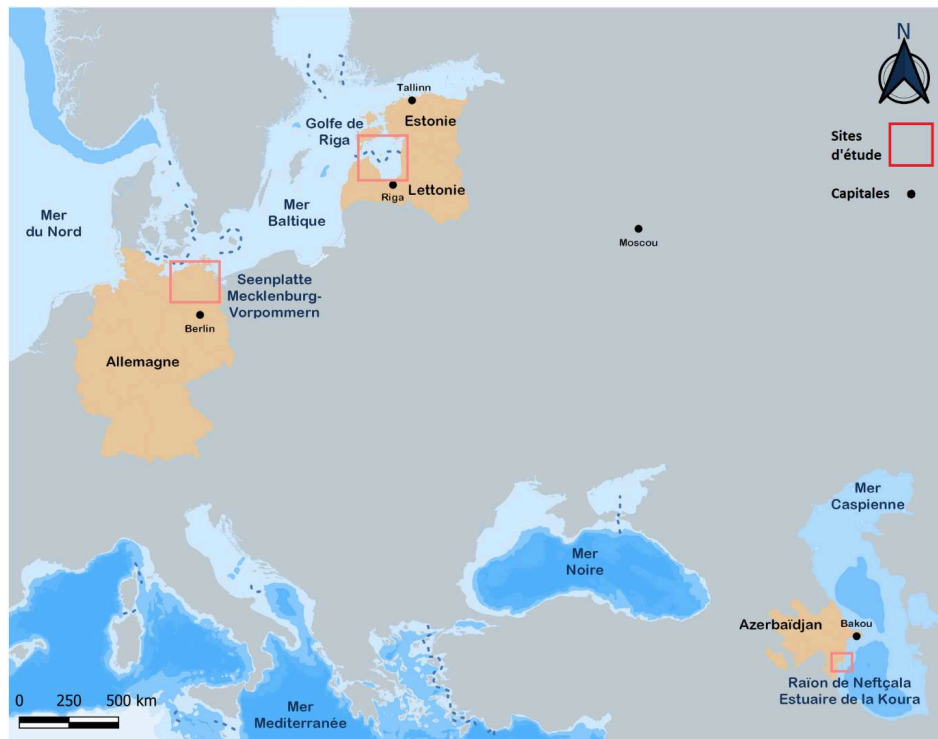 N
Tallinn
Estonie
Golfe de
Riga
Sites
d'étude
Lettonie
Riga
Capitales
Mer
du Nord
Mer
Baltique
Moscou
Seenplatte
Mecklenburg-
Vorpommern
Berlin
Allemagne
Mer
Caspienne
Mer
Noire
Azerbaïdjan
Bakou
Raïon de Neftçala
Estuaire de la Koura
0 250 500 km
Mer
Mediterranée